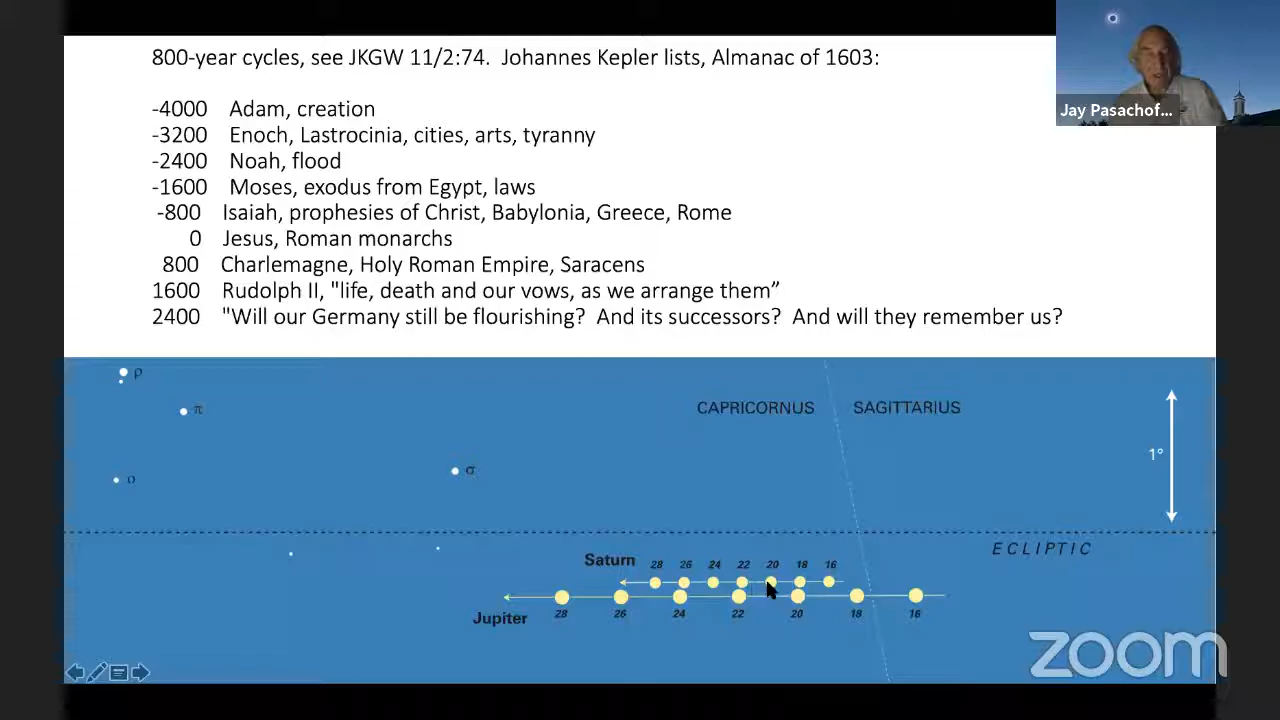 800-year cycles, see JKGW 11/2:74. Johannes Kepler lists, Almanac of 1603:
-4000 Adam, creation
-3200 Enoch, Lastrocinia, cities, arts, tyranny
-2400 Noah, flood
-1600 Moses, exodus from Egypt, laws
-800 Isaiah, prophesies of Christ, Babylonia, Greece, Rome
0 Jesus, Roman monarchs
800 Charlemagne, Holy Roman Empire, Saracens
1600 Rudolph II, "life, death and our vows, as we arrange them”
2400 "Will our Germany still be flourishing? And its successors? And will they remember us?
Jay Pasachof...
ρ
π
CAPRICORNUS SAGITTARIUS
1°
σ
ο
ECLIPTIC
Saturn 28 26 24 22 20 18 16
Jupiter 28 26 24 22 20 18 16
zoom